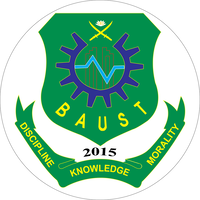 BAUST
2015
DISCIPLINE
KNOWLEDGE
MORALITY